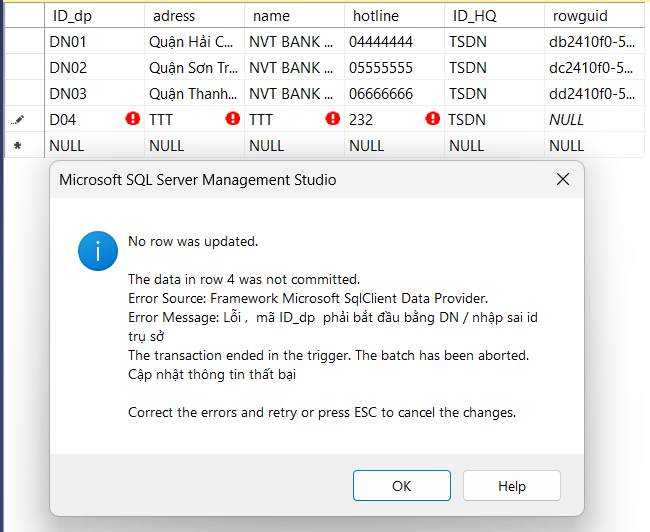 ID_dp adress name hotline ID_HQ rowguid
DN01 Quận Hải C... NVT BANK ... 04444444 TSDN db2410f0-5...
DN02 Quận Sơn Tr... NVT BANK ... 05555555 TSDN dc2410f0-5...
DN03 Quận Thanh... NVT BANK ... 06666666 TSDN dd2410f0-5...
D04 TTT TTT 232 TSDN NULL
NULL NULL NULL NULL NULL NULL
Microsoft SQL Server Management Studio
No row was updated.
The data in row 4 was not committed.
Error Source: Framework Microsoft SqlClient Data Provider.
Error Message: Lỗi , mã ID_dp phải bắt đầu bằng DN / nhập sai id
trụ sở
The transaction ended in the trigger. The batch has been aborted.
Cập nhật thông tin thất bại
Correct the errors and retry or press ESC to cancel the changes.
OK Help